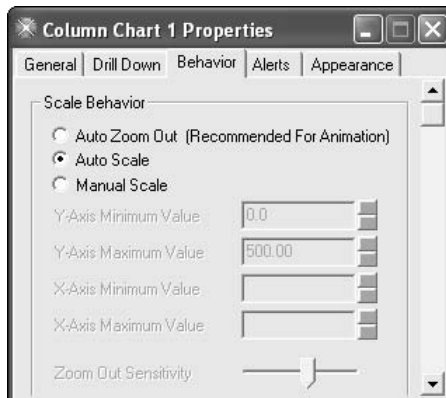 Column Chart 1 Properties
General Drill Down Behavior Alerts Appearance
Scale Behavior
Auto Zoom Out (Recommended For Animation)
Auto Scale
Manual Scale
Y-Axis Minimum Value 0.0
Y-Axis Maximum Value 500.00
X-Axis Minimum Value
X-Axis Maximum Value
Zoom Out Sensitivity